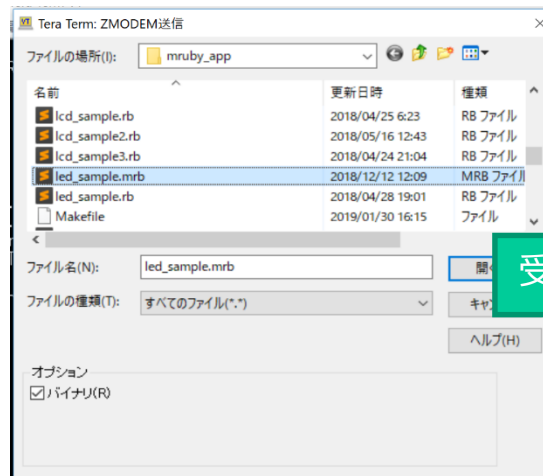 Tera Term: ZMODEM送信
ファイルの場所(I): mruby_app
名前 更新日時 種類
lcd_sample.rb 2018/04/25 6:23 RB ファイル
lcd_sample2.rb 2018/05/16 12:43 RB ファイル
lcd_sample3.rb 2018/04/24 21:04 RB ファイル
led_sample.mrb 2018/12/12 12:09 MRB ファイル
led_sample.rb 2018/04/28 19:01 RB ファイル
Makefile 2019/01/30 16:15 ファイル
ファイル名(N): led_sample.mrb 開
受
ファイルの種類(T): すべてのファイル(*.*) キャ
ヘルプ(H)
オプション
バイナリ(R)